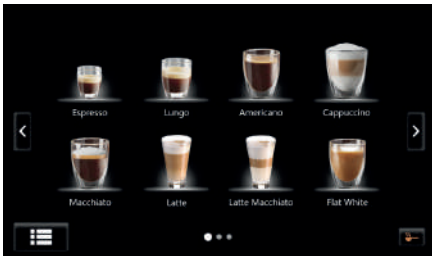 Espresso
Lungo
Americano
Cappuccino
Macchiato
Latte
Latte Macchiato
Flat White